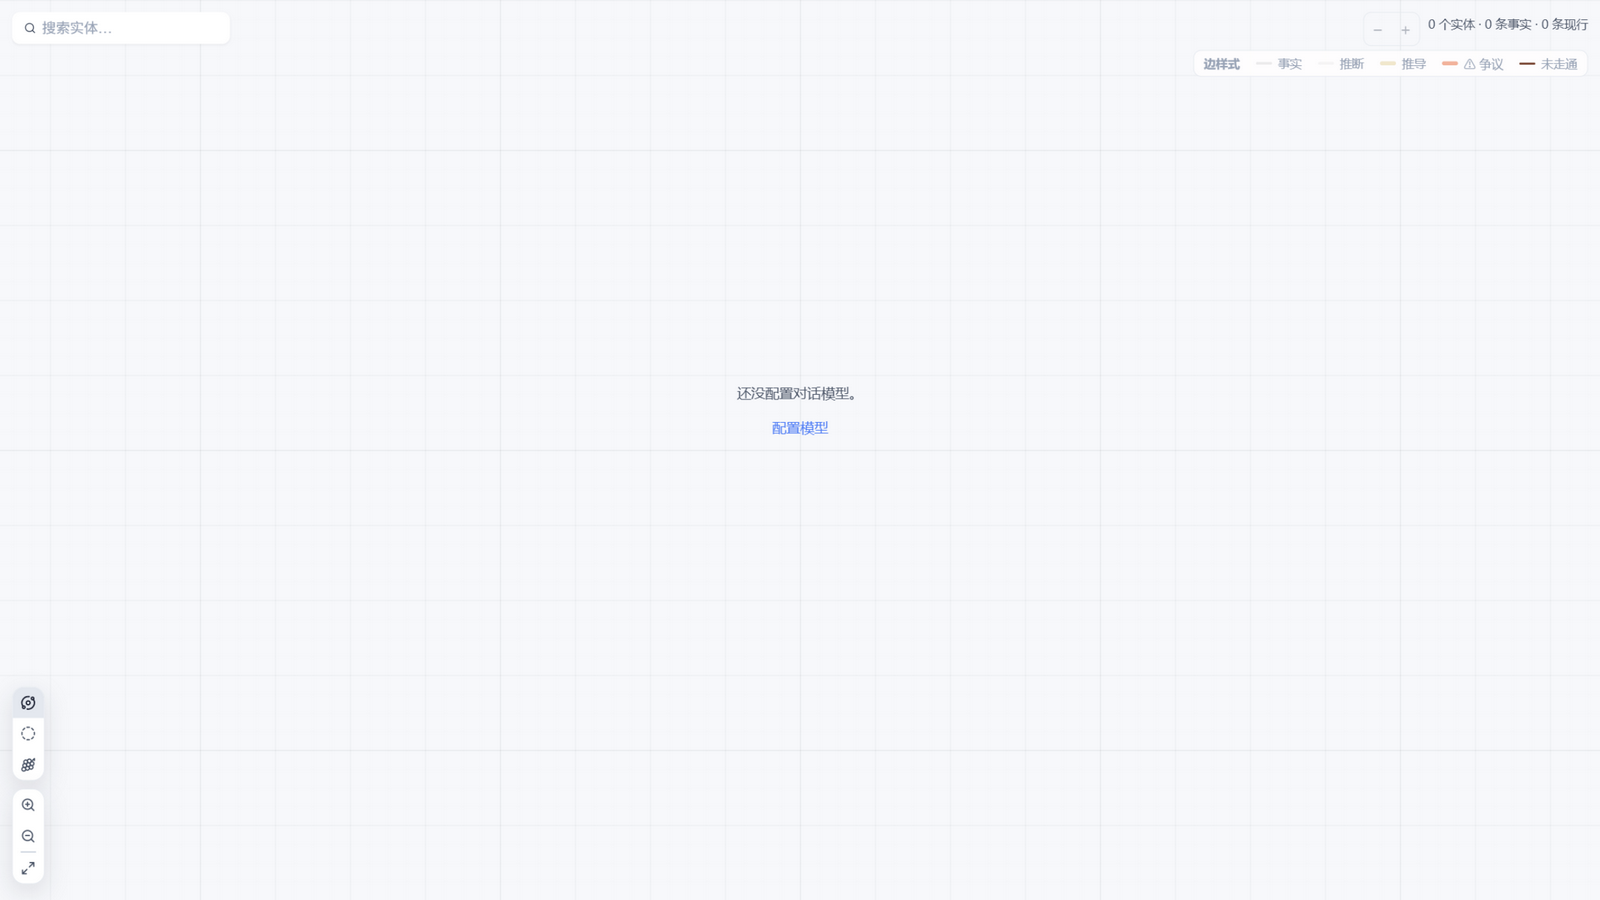 搜索实体…
0 个实体 · 0 条事实 · 0 条现行
边样式 事实 推断 推导 ⚠ 争议 未走通
还没配置对话模型。
配置模型